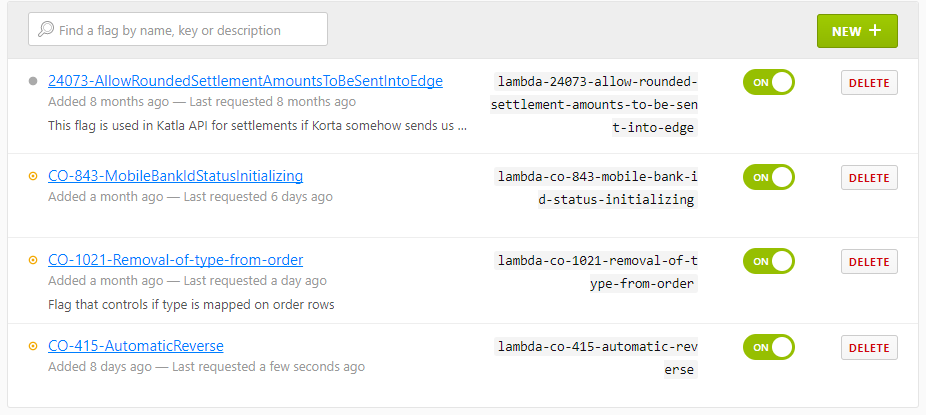 Find a flag by name, key or description
NEW +
24073-AllowRoundedSettlementAmountsToBeSentIntoEdge
Added 8 months ago — Last requested 8 months ago
This flag is used in Katla API for settlements if Korta somehow sends us ...
lambda-24073-allow-rounded-
settlement-amounts-to-be-sen
t-into-edge
ON
DELETE
CO-843-MobileBankIdStatusInitializing
Added a month ago — Last requested 6 days ago
lambda-co-843-mobile-bank-i
d-status-initializing
ON
DELETE
CO-1021-Removal-of-type-from-order
Added a month ago — Last requested a day ago
Flag that controls if type is mapped on order rows
lambda-co-1021-removal-of-t
ype-from-order
ON
DELETE
CO-415-AutomaticReverse
Added 8 days ago — Last requested a few seconds ago
lambda-co-415-automatic-rev
erse
ON
DELETE